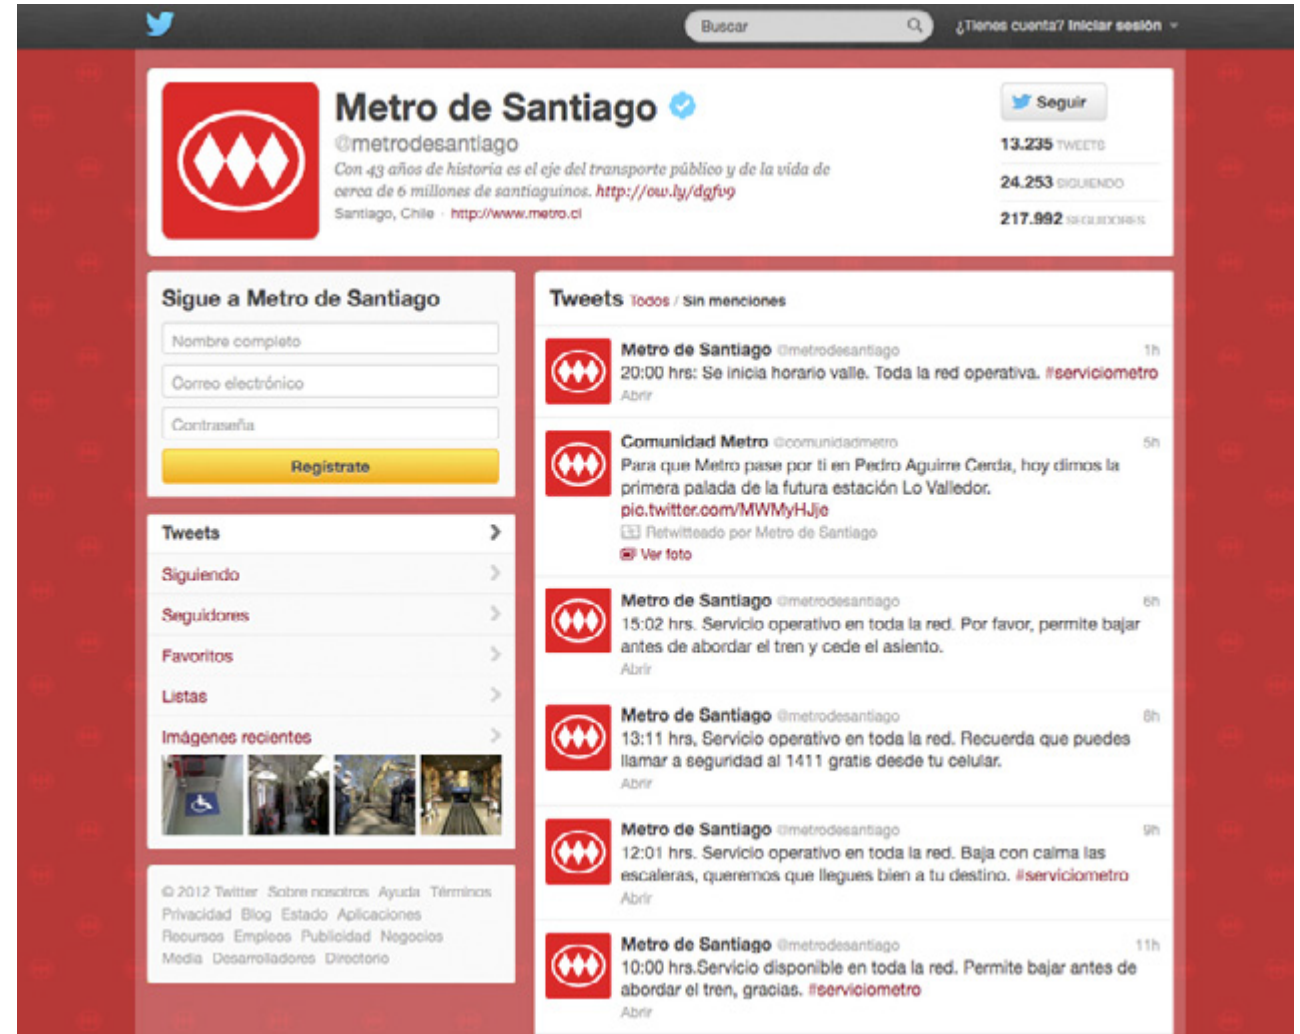 Buscar
¿Tienes cuenta? Iniciar sesión
Metro de Santiago
@metrodesantiago
Con 43 años de historia es el eje del transporte público y de la vida de
cerca de 6 millones de santiaguinos. http://ow.ly/dgfv9
Santiago, Chile · http://www.metro.cl
Seguir
13.235 TWEETS
24.253 SIGUIENDO
217.992 SEGUIDORES
Sigue a Metro de Santiago
Nombre completo
Correo electrónico
Contraseña
Regístrate
Tweets
Siguiendo
Seguidores
Favoritos
Listas
Imágenes recientes
© 2012 Twitter Sobre nosotros Ayuda Términos
Privacidad Blog Estado Aplicaciones
Recursos Empleos Publicidad Negocios
Media Desarrolladores Directorio
Tweets Todos / Sin menciones
Metro de Santiago @metrodesantiago 1h
20:00 hrs: Se inicia horario valle. Toda la red operativa. #serviciometro
Abrir
Comunidad Metro @comunidadmetro 5h
Para que Metro pase por ti en Pedro Aguirre Cerda, hoy dimos la
primera palada de la futura estación Lo Valledor.
pic.twitter.com/MWMyHJje
Retwitteado por Metro de Santiago
Ver foto
Metro de Santiago @metrodesantiago 6h
15:02 hrs. Servicio operativo en toda la red. Por favor, permite bajar
antes de abordar el tren y cede el asiento.
Abrir
Metro de Santiago @metrodesantiago 8h
13:11 hrs, Servicio operativo en toda la red. Recuerda que puedes
llamar a seguridad al 1411 gratis desde tu celular.
Abrir
Metro de Santiago @metrodesantiago 9h
12:01 hrs. Servicio operativo en toda la red. Baja con calma las
escaleras, queremos que llegues bien a tu destino. #serviciometro
Abrir
Metro de Santiago @metrodesantiago 11h
10:00 hrs.Servicio disponible en toda la red. Permite bajar antes de
abordar el tren, gracias. #serviciometro
Abrir